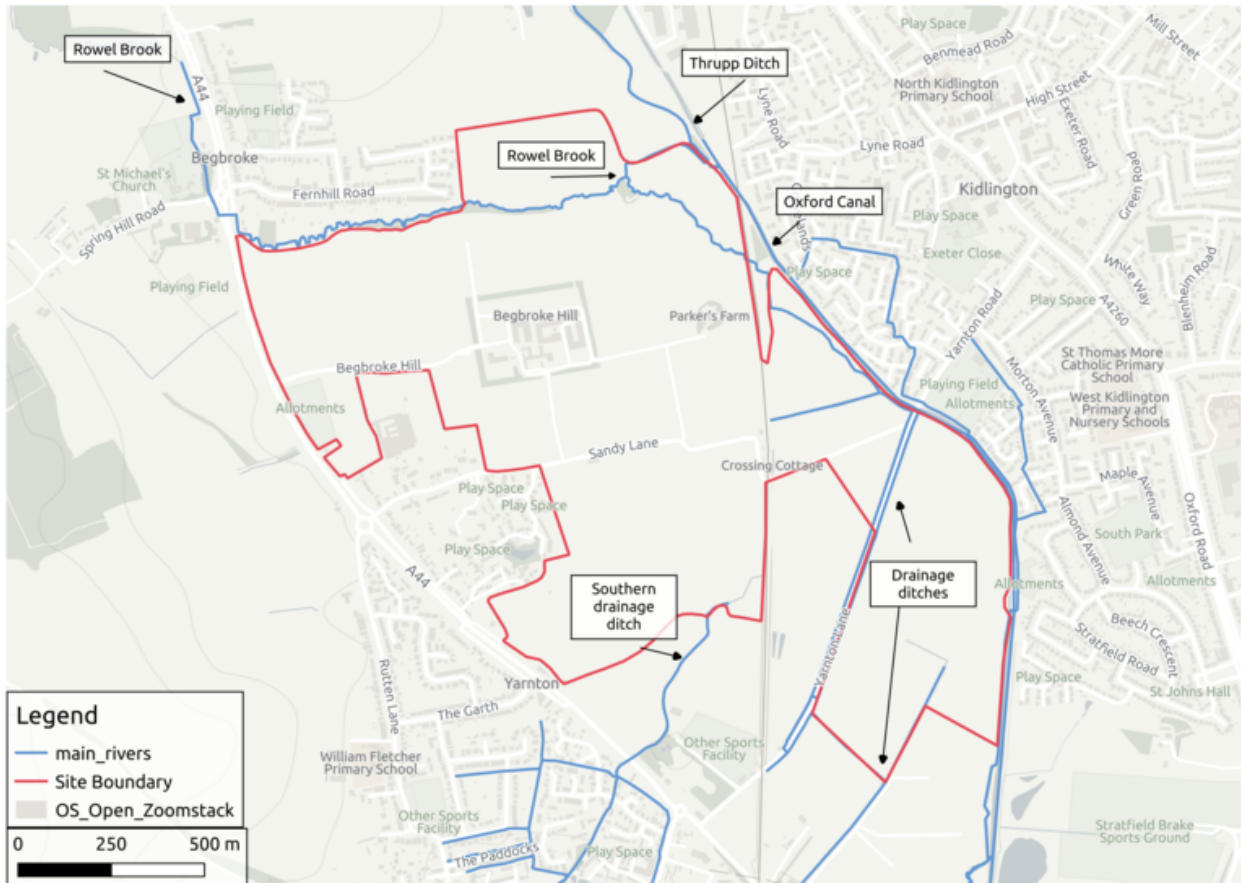 Rowel Brook
A44
Playing Field
Begbroke
St Michael's
Church
Spring Hill Road
Fernhill Road
Playing Field
Rowel Brook
Thrupp Ditch
Oxford Canal
Play Space
Mill Street
Benmead Road
North Kidlington
Primary School
High Street
Exeter Road
Lyne Road
Lyne Road
Green Road
Kidlington
Play Space
Exeter Close
White Way
Blenheim Road
Play Space
Play Space
A4260
Yarnton Road
Begbroke Hill
Parker's Farm
Begbroke Hill
Allotments
St Thomas More
Catholic Primary
School
Morton Avenue
Playing Field
Allotments
West Kidlington
Primary and
Nursery Schools
Sandy Lane
Crossing Cottage
Maple Avenue
Oxford Road
Play Space
Play Space
Play Space
Almond Avenue
South Park
Allotments
Allotments
A44
Southern
drainage
ditch
Drainage
ditches
Beech Crescent
Stratfield Road
Yarnton Lane
Rutten Lane
Yarnton
Play Space
St Johns Hall
The Garth
William Fletcher
Primary School
Other Sports
Facility
Other Sports
Facility
The Paddocks
Play Space
Stratfield Brake
Sports Ground
Legend
main_rivers
Site Boundary
OS_Open_Zoomstack
0 250 500 m